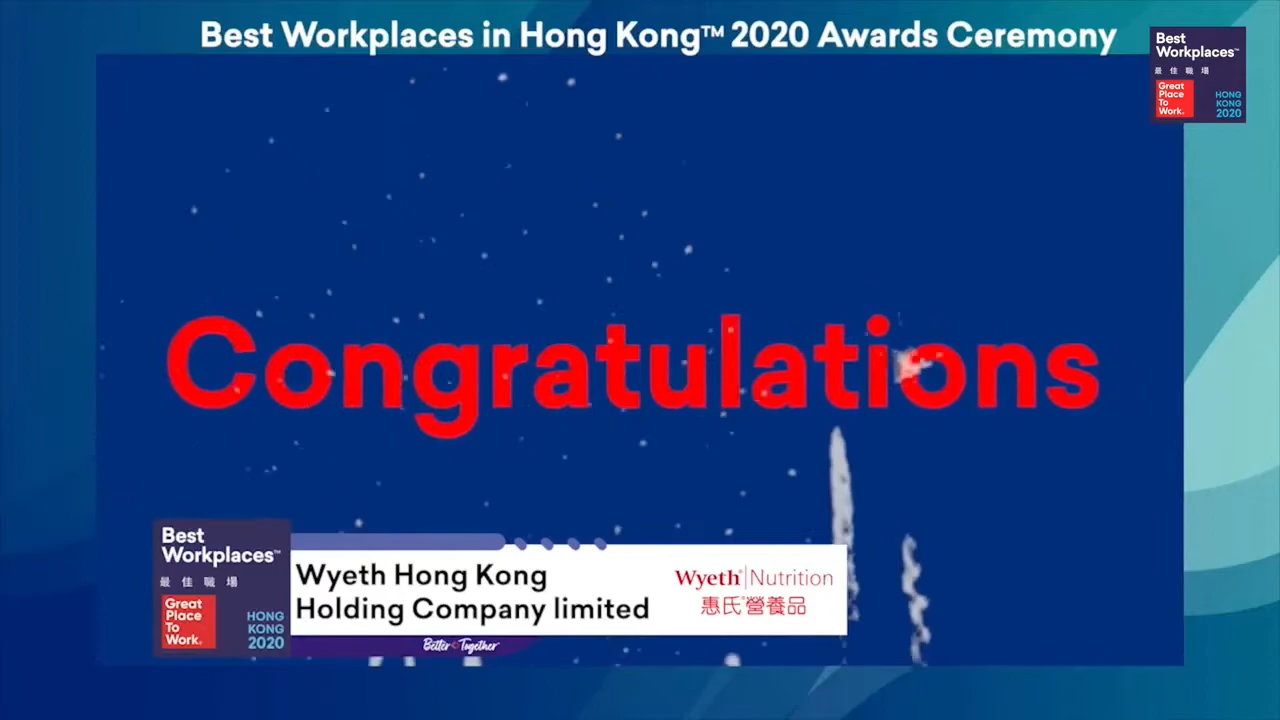 Best Workplaces in Hong Kong™ 2020 Awards Ceremony
Best
Workplaces™
最佳職場
Great
Place
To
Work®
HONG
KONG
2020
Congratulations
Best
Workplaces™
最佳職場
Great
Place
To
Work®
HONG
KONG
2020
Wyeth Hong Kong
Holding Company limited
Wyeth® | Nutrition
惠氏®營養品
Better Together